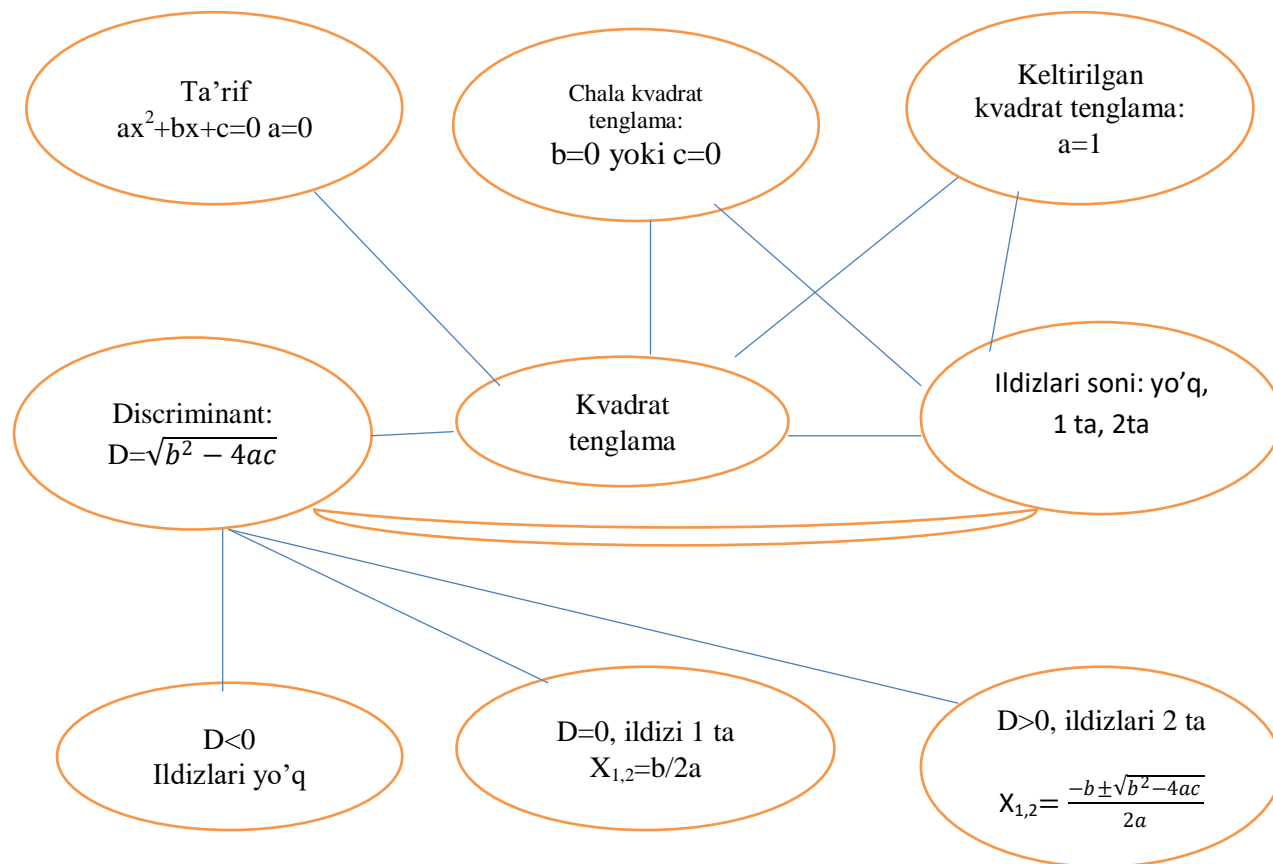 Ta’rif
ax²+bx+c=0 a=0
Chala kvadrat
tenglama:
b=0 yoki c=0
Keltirilgan
kvadrat tenglama:
a=1
Discriminant:
D=√(b² − 4ac)
Kvadrat
tenglama
Ildizlari soni: yo’q,
1 ta, 2ta
D<0
Ildizlari yo’q
D=0, ildizi 1 ta
X₁,₂=b/2a
D>0, ildizlari 2 ta
X₁,₂= (−b±√(b²−4ac))/(2a)